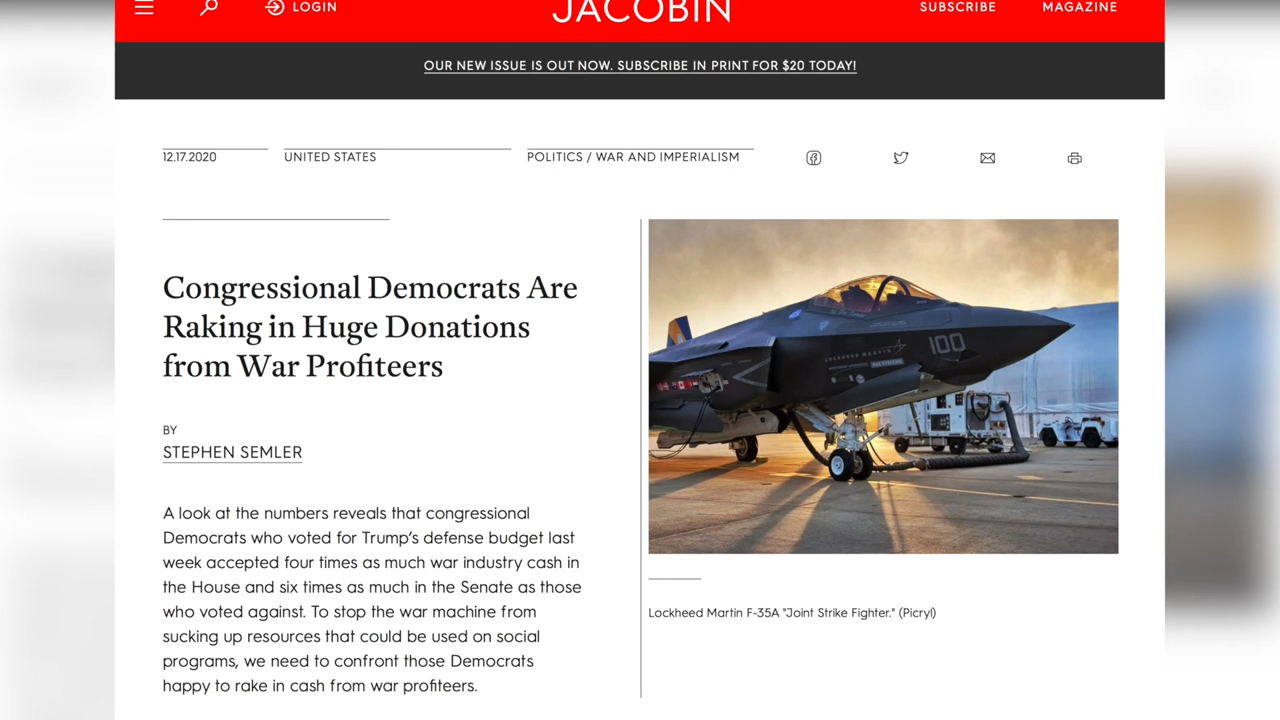 LOGIN
JACOBIN
SUBSCRIBE
MAGAZINE
OUR NEW ISSUE IS OUT NOW. SUBSCRIBE IN PRINT FOR $20 TODAY!
12.17.2020
UNITED STATES
POLITICS / WAR AND IMPERIALISM
Congressional Democrats Are
Raking in Huge Donations
from War Profiteers
BY
STEPHEN SEMLER
A look at the numbers reveals that congressional
Democrats who voted for Trump's defense budget last
week accepted four times as much war industry cash in
the House and six times as much in the Senate as those
who voted against. To stop the war machine from
sucking up resources that could be used on social
programs, we need to confront those Democrats
happy to rake in cash from war profiteers.
LOCKHEED MARTIN
100
Lockheed Martin F-35A "Joint Strike Fighter." (Picryl)